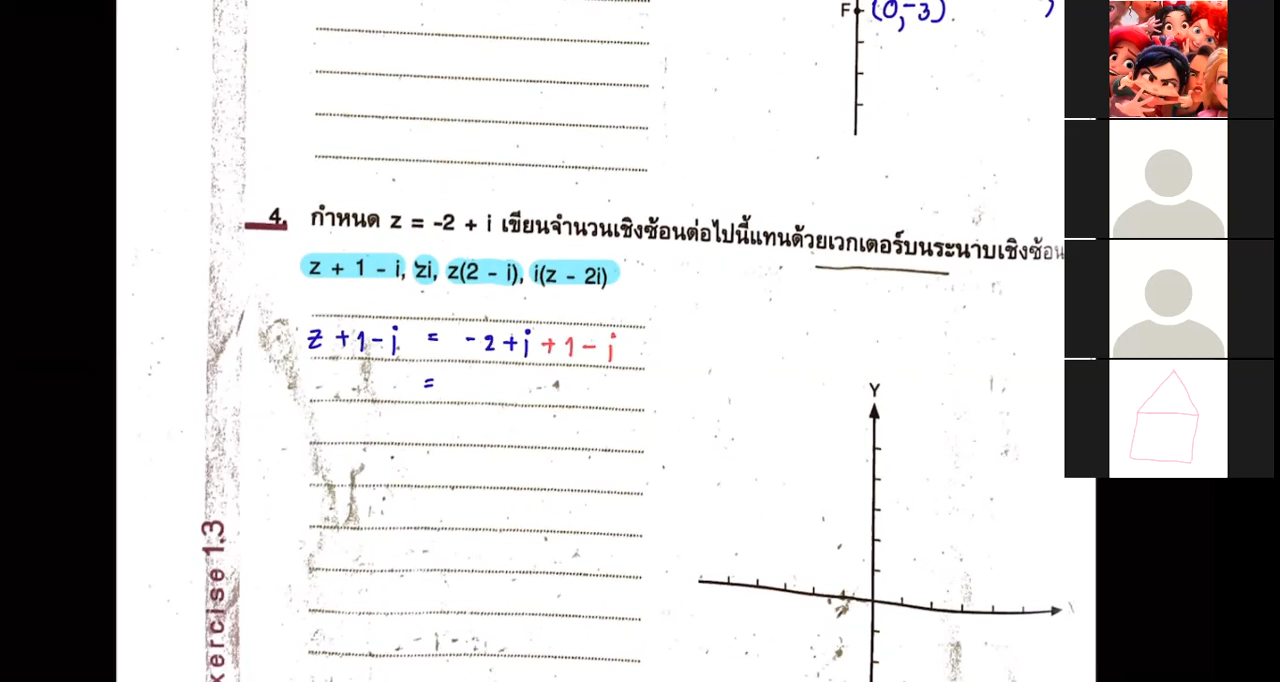 F (0,-3)
4. กำหนด z = -2 + i เขียนจำนวนเชิงซ้อนต่อไปนี้แทนด้วยเวกเตอร์บนระนาบเชิงซ้อน
z + 1 - i, zi, z(2 - i), i(z - 2i)
z + 1 - i = -2 + i + 1 - i
=
Y
xercise 1.3